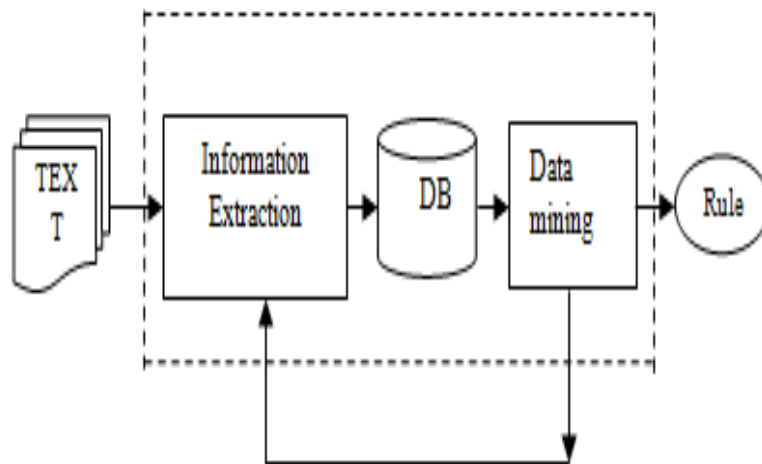 TEX
T
Information
Extraction
DB
Data
mining
Rule